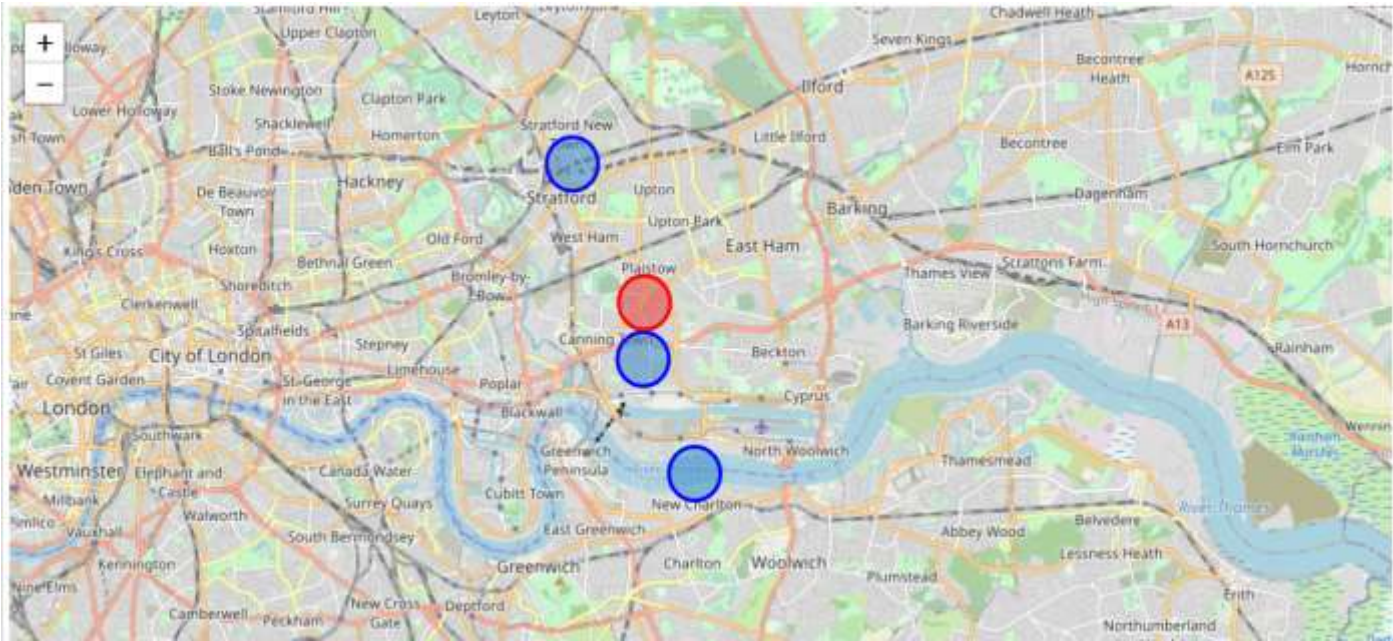 +
−
Stamford Hill
Leyton
Chadwell Heath
Upper Clapton
Seven Kings
Becontree
Heath
A125
Ilford
Stoke Newington
Clapton Park
Lower Holloway
Shacklewell
Homerton
Stratford New
Little Ilford
Becontree
Elm Park
Ball's Pond
Hackney
De Beauvoir
Town
Stratford
Upton
Dagenham
Barking
Upton Park
Hoxton
Old Ford
West Ham
East Ham
South Hornchurch
King's Cross
Bethnal Green
Plaistow
Scrattons Farm
Thames View
Shoreditch
Bromley-by-
Bow
Clerkenwell
Spitalfields
Barking Riverside
A13
St Giles
City of London
Stepney
Canning
Beckton
Rainham
Covent Garden
Limehouse
St. George
in the East
Poplar
Cyprus
London
Blackwall
Southwark
Greenwich
Peninsula
North Woolwich
Thamesmead
Westminster
Elephant and
Castle
Canada Water
Cubitt Town
Millbank
Surrey Quays
New Charlton
River Thames
Walworth
Vauxhall
South Bermondsey
East Greenwich
Abbey Wood
Belvedere
Kennington
Greenwich
Charlton
Woolwich
Lessness Heath
Nine Elms
Plumstead
Erith
Camberwell
Peckham
New Cross
Gate
Deptford
Northumberland